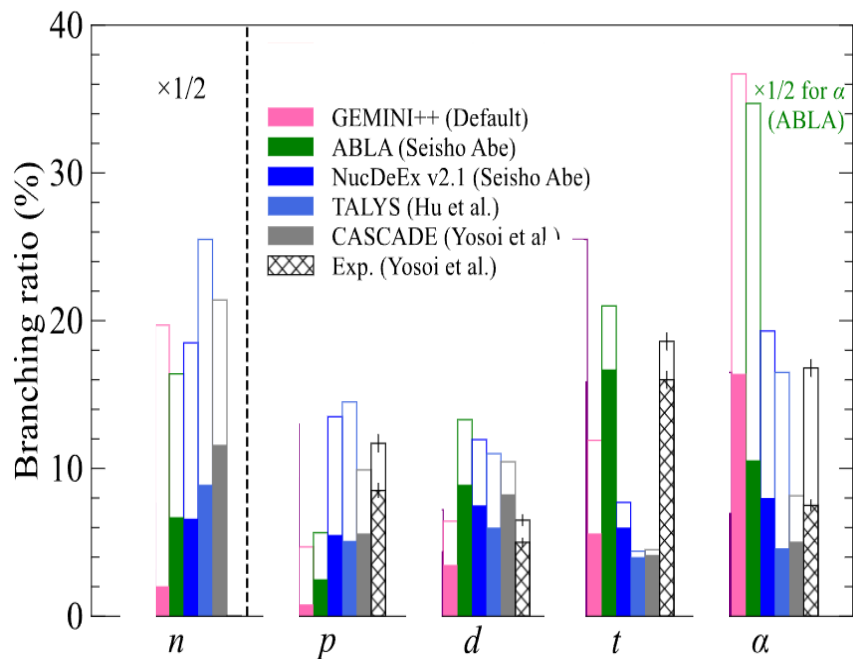 40
30
20
10
0
Branching ratio (%)
×1/2
GEMINI++ (Default)
ABLA (Seisho Abe)
NucDeEx v2.1 (Seisho Abe)
TALYS (Hu et al.)
CASCADE (Yosoi et al.)
Exp. (Yosoi et al.)
×1/2 for α
(ABLA)
n p d t α